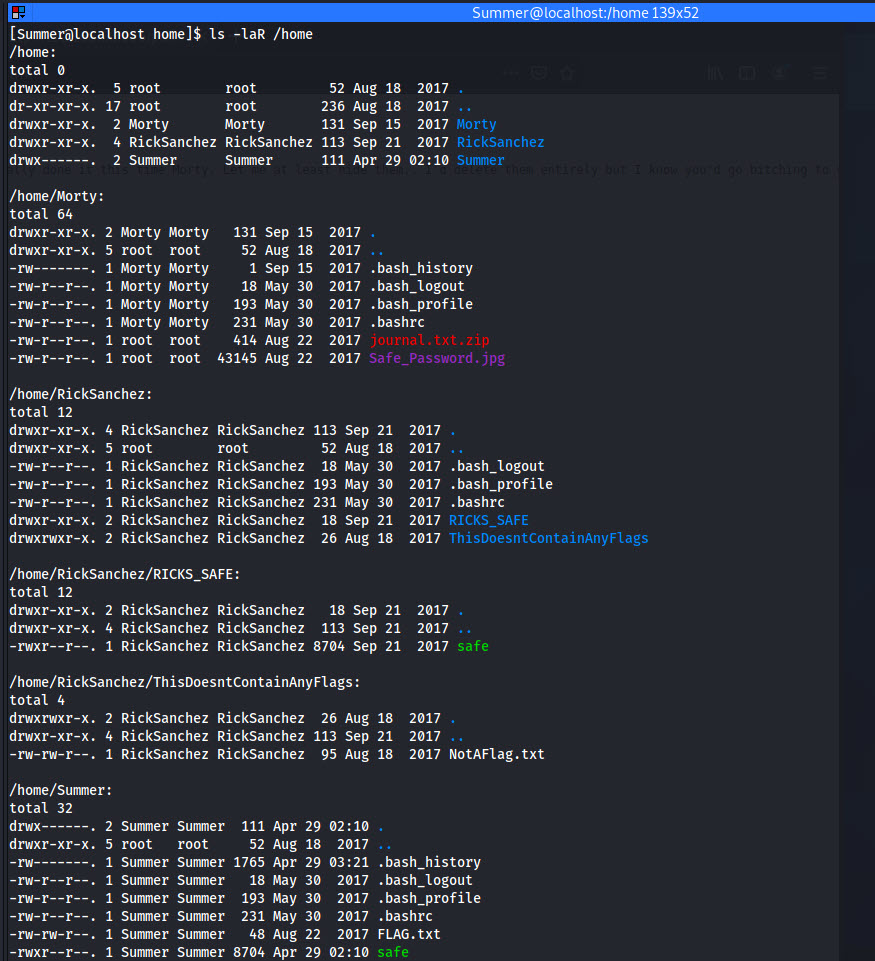 Summer@localhost:/home 139x52
[Summer@localhost home]$ ls -laR /home
/home:
total 0
drwxr-xr-x.  5 root        root         52 Aug 18  2017 .
dr-xr-xr-x. 17 root        root        236 Aug 18  2017 ..
drwxr-xr-x.  2 Morty       Morty       131 Sep 15  2017 Morty
drwxr-xr-x.  4 RickSanchez RickSanchez 113 Sep 21  2017 RickSanchez
drwx------.  2 Summer      Summer      111 Apr 29 02:10 Summer
ally done it this time Morty. Let me at least hide them.. I'd delete them entirely but I know you'd go bitching to

/home/Morty:
total 64
drwxr-xr-x. 2 Morty Morty   131 Sep 15  2017 .
drwxr-xr-x. 5 root  root     52 Aug 18  2017 ..
-rw-------. 1 Morty Morty     1 Sep 15  2017 .bash_history
-rw-r--r--. 1 Morty Morty    18 May 30  2017 .bash_logout
-rw-r--r--. 1 Morty Morty   193 May 30  2017 .bash_profile
-rw-r--r--. 1 Morty Morty   231 May 30  2017 .bashrc
-rw-r--r--. 1 root  root    414 Aug 22  2017 journal.txt.zip
-rw-r--r--. 1 root  root  43145 Aug 22  2017 Safe_Password.jpg

/home/RickSanchez:
total 12
drwxr-xr-x. 4 RickSanchez RickSanchez 113 Sep 21  2017 .
drwxr-xr-x. 5 root        root         52 Aug 18  2017 ..
-rw-r--r--. 1 RickSanchez RickSanchez  18 May 30  2017 .bash_logout
-rw-r--r--. 1 RickSanchez RickSanchez 193 May 30  2017 .bash_profile
-rw-r--r--. 1 RickSanchez RickSanchez 231 May 30  2017 .bashrc
drwxr-xr-x. 2 RickSanchez RickSanchez  18 Sep 21  2017 RICKS_SAFE
drwxrwxr-x. 2 RickSanchez RickSanchez  26 Aug 18  2017 ThisDoesntContainAnyFlags

/home/RickSanchez/RICKS_SAFE:
total 12
drwxr-xr-x. 2 RickSanchez RickSanchez   18 Sep 21  2017 .
drwxr-xr-x. 4 RickSanchez RickSanchez  113 Sep 21  2017 ..
-rwxr--r--. 1 RickSanchez RickSanchez 8704 Sep 21  2017 safe

/home/RickSanchez/ThisDoesntContainAnyFlags:
total 4
drwxrwxr-x. 2 RickSanchez RickSanchez  26 Aug 18  2017 .
drwxr-xr-x. 4 RickSanchez RickSanchez 113 Sep 21  2017 ..
-rw-rw-r--. 1 RickSanchez RickSanchez  95 Aug 18  2017 NotAFlag.txt

/home/Summer:
total 32
drwx------. 2 Summer Summer  111 Apr 29 02:10 .
drwxr-xr-x. 5 root   root     52 Aug 18  2017 ..
-rw-------. 1 Summer Summer 1765 Apr 29 03:21 .bash_history
-rw-r--r--. 1 Summer Summer   18 May 30  2017 .bash_logout
-rw-r--r--. 1 Summer Summer  193 May 30  2017 .bash_profile
-rw-r--r--. 1 Summer Summer  231 May 30  2017 .bashrc
-rw-r--r--. 1 Summer Summer   48 Aug 22  2017 FLAG.txt
-rwxr--r--. 1 Summer Summer 8704 Apr 29 02:10 safe